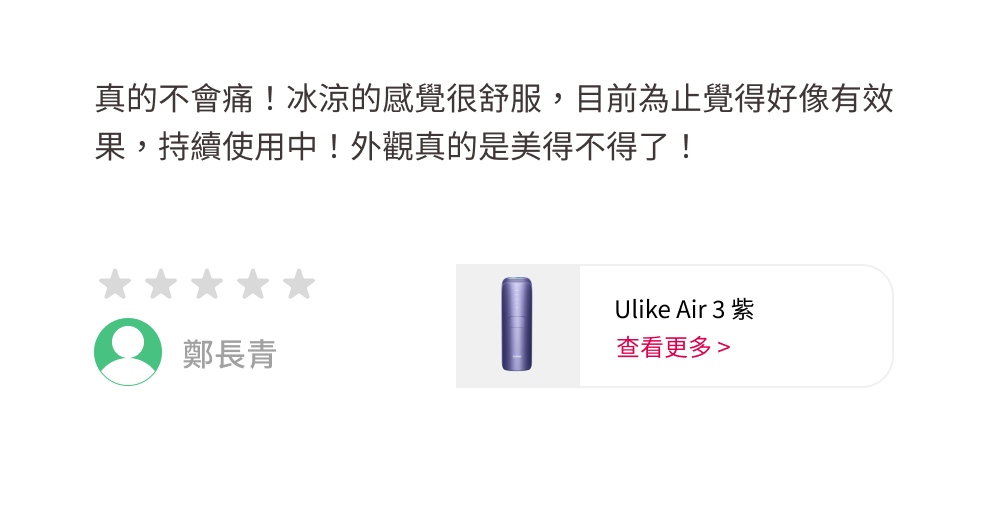 真的不會痛！冰涼的感覺很舒服，目前為止覺得好像有效
果，持續使用中！外觀真的是美得不得了！
鄭長青
Ulike Air 3 紫
查看更多 >